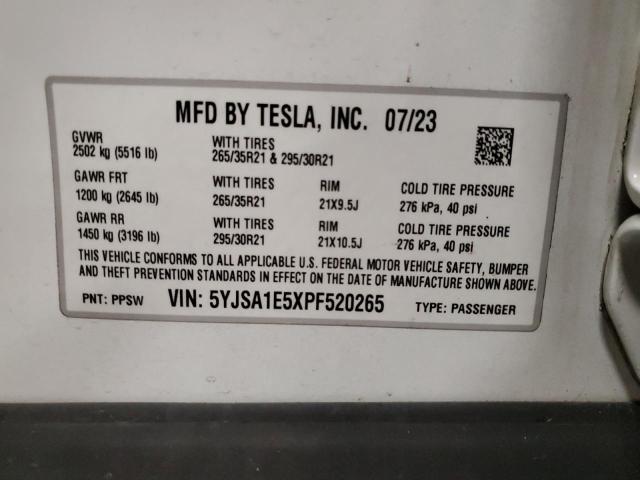 MFD BY TESLA, INC. 07/23
GVWR WITH TIRES
2502 kg (5516 lb) 265/35R21 & 295/30R21
GAWR FRT WITH TIRES RIM COLD TIRE PRESSURE
1200 kg (2645 lb) 265/35R21 21X9.5J 276 kPa, 40 psi
GAWR RR WITH TIRES RIM COLD TIRE PRESSURE
1450 kg (3196 lb) 295/30R21 21X10.5J 276 kPa, 40 psi
THIS VEHICLE CONFORMS TO ALL APPLICABLE U.S. FEDERAL MOTOR VEHICLE SAFETY, BUMPER
AND THEFT PREVENTION STANDARDS IN EFFECT ON THE DATE OF MANUFACTURE SHOWN ABOVE.
PNT: PPSW VIN: 5YJSA1E5XPF520265 TYPE: PASSENGER